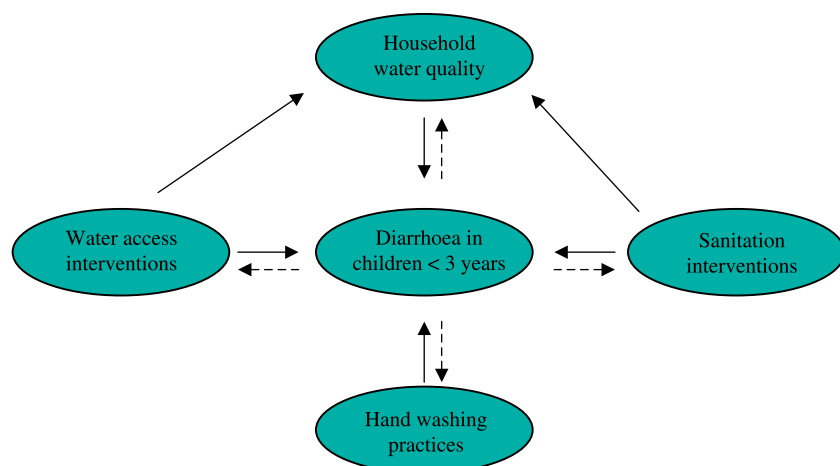 Household
water quality
Water access
interventions
Diarrhoea in
children < 3 years
Sanitation
interventions
Hand washing
practices